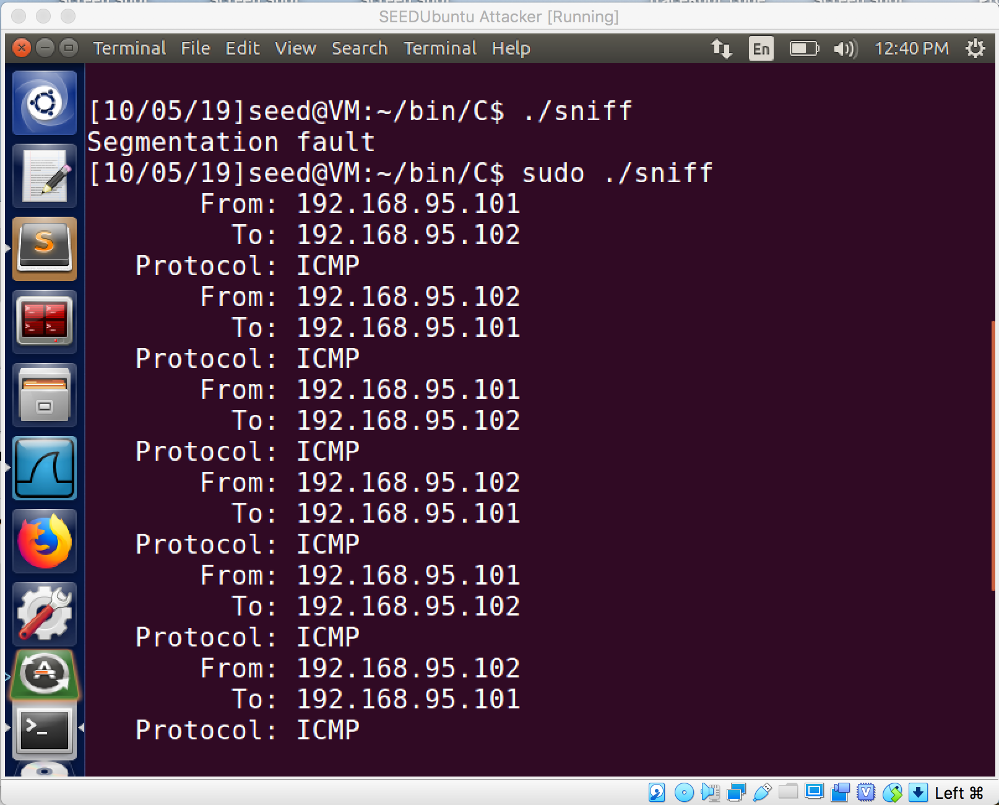 SEEDUbuntu Attacker [Running]
Terminal File Edit View Search Terminal Help En 12:40 PM
[10/05/19]seed@VM:~/bin/C$ ./sniff
Segmentation fault
[10/05/19]seed@VM:~/bin/C$ sudo ./sniff
From: 192.168.95.101
To: 192.168.95.102
Protocol: ICMP
From: 192.168.95.102
To: 192.168.95.101
Protocol: ICMP
From: 192.168.95.101
To: 192.168.95.102
Protocol: ICMP
From: 192.168.95.102
To: 192.168.95.101
Protocol: ICMP
From: 192.168.95.101
To: 192.168.95.102
Protocol: ICMP
From: 192.168.95.102
To: 192.168.95.101
Protocol: ICMP
Left ⌘